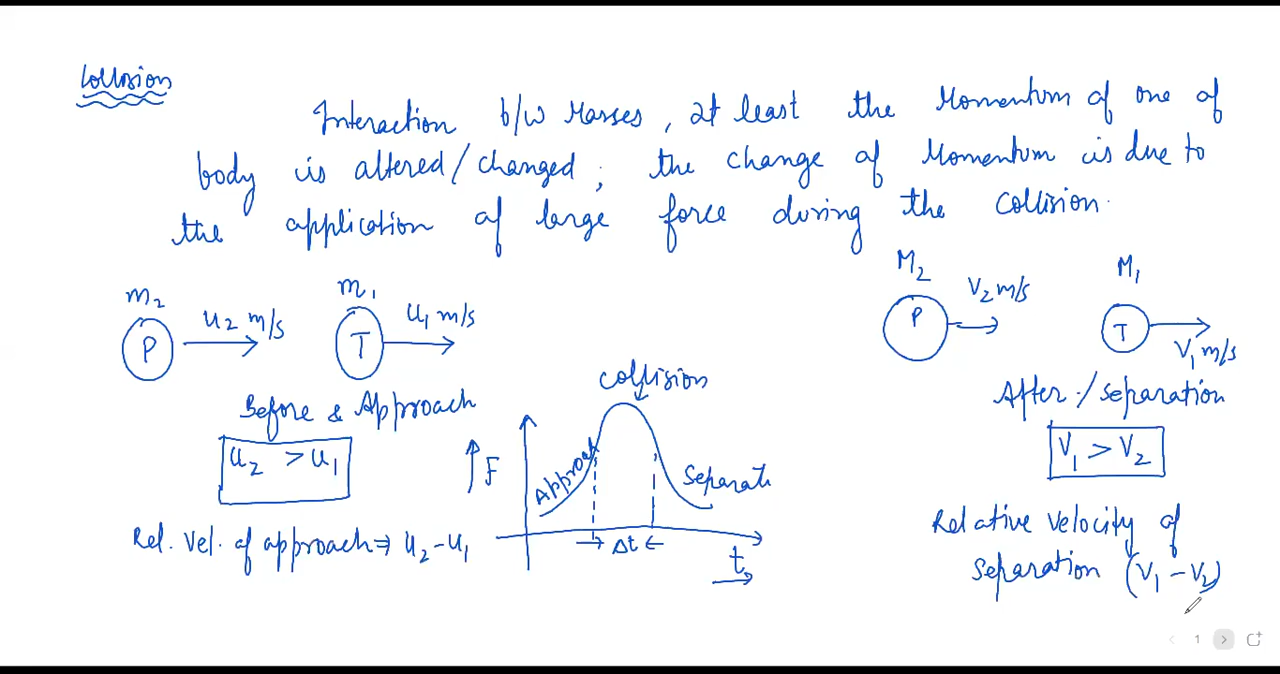 Collosion
Interaction b/w Masses, at least the Momentum of one of
body is altered/changed; the change of Momentum is due to
the application of large force during the collision.
m2
u2 m/s
m1
u1 m/s
P
T
M2
V2 m/s
M1
P
T
V1 m/s
Before & Approach
u2 > u1
Rel. Vel. of approach ⇒ u2-u1
Collision
↑ F
Approach
Separati
→ Δt ←
t
After/Separation
V1 > V2
Relative Velocity of
Separation (V1 - V2)
1